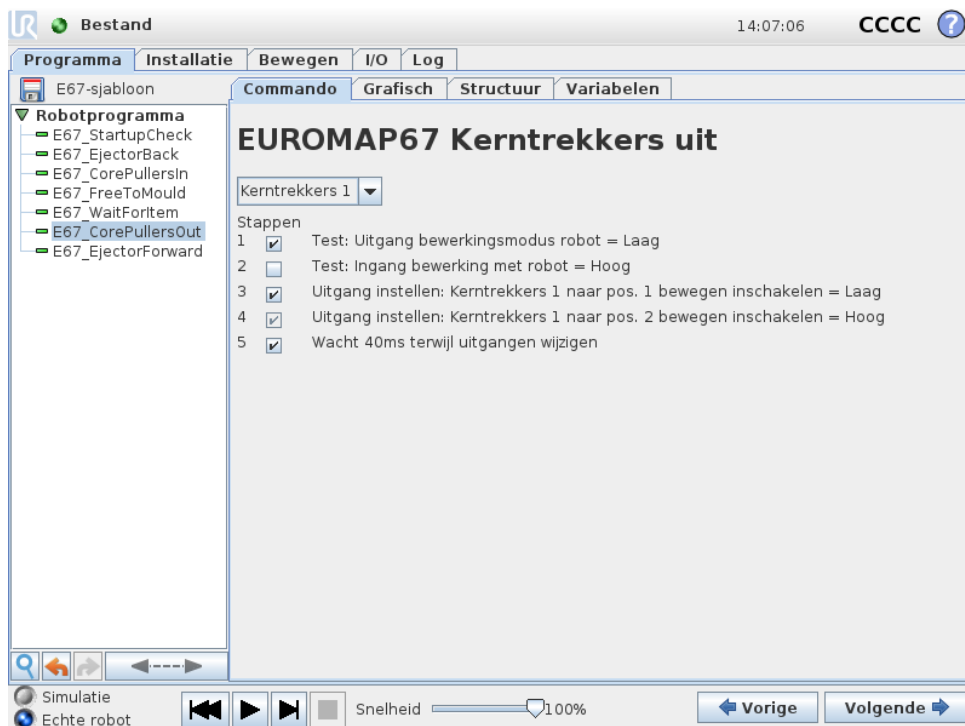 UR Bestand 14:07:06 CCCC ?
Programma Installatie Bewegen I/O Log
E67-sjabloon Commando Grafisch Structuur Variabelen
Robotprogramma
E67_StartupCheck
E67_EjectorBack
E67_CorePullersIn
E67_FreeToMould
E67_WaitForItem
E67_CorePullersOut
E67_EjectorForward
EUROMAP67 Kerntrekkers uit
Kerntrekkers 1
Stappen
1 Test: Uitgang bewerkingsmodus robot = Laag
2 Test: Ingang bewerking met robot = Hoog
3 Uitgang instellen: Kerntrekkers 1 naar pos. 1 bewegen inschakelen = Laag
4 Uitgang instellen: Kerntrekkers 1 naar pos. 2 bewegen inschakelen = Hoog
5 Wacht 40ms terwijl uitgangen wijzigen
Simulatie
Echte robot
Snelheid 100% Vorige Volgende